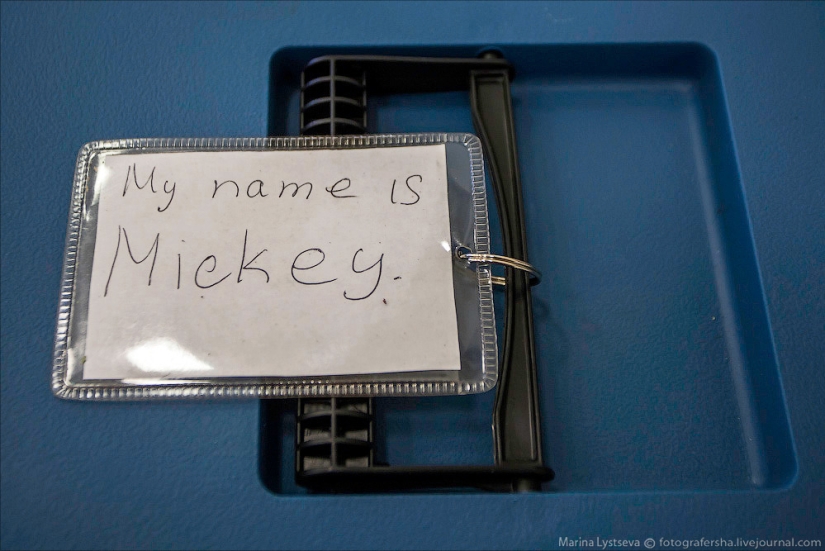 My name is
Mickey.
Marina Lystseva © fotografersha.livejournal.com